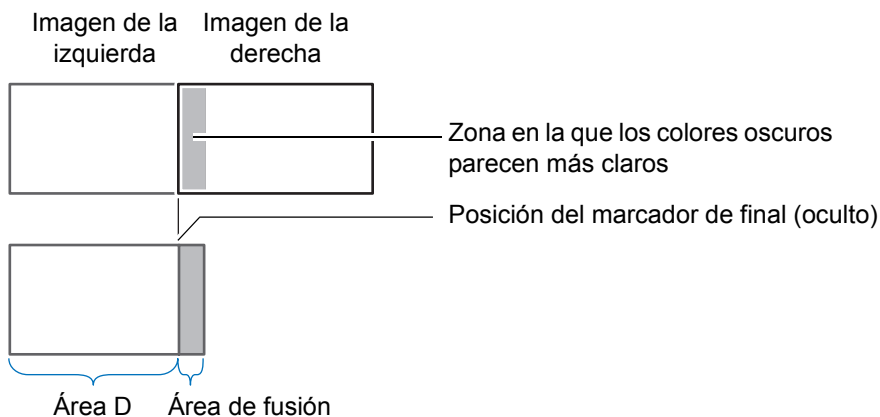 Imagen de la
izquierda
Imagen de la
derecha
Zona en la que los colores oscuros
parecen más claros
Posición del marcador de final (oculto)
Área D
Área de fusión